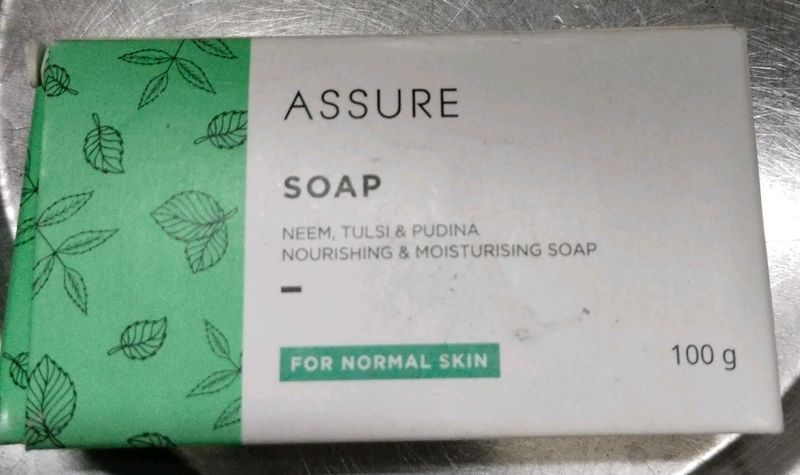 ASSURE
SOAP
NEEM, TULSI & PUDINA
NOURISHING & MOISTURISING SOAP
FOR NORMAL SKIN
100 g